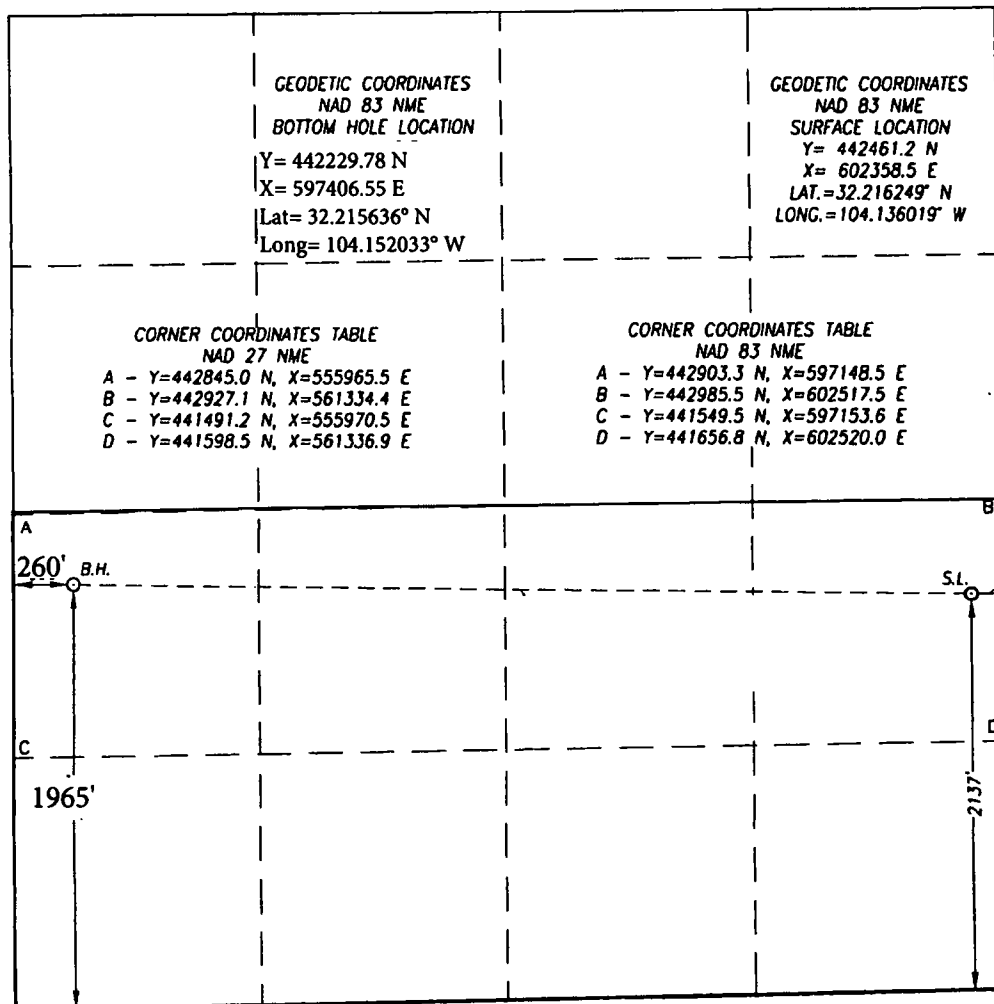 GEODETIC COORDINATES
NAD 83 NME
BOTTOM HOLE LOCATION
Y= 442229.78 N
X= 597406.55 E
Lat= 32.215636° N
Long= 104.152033° W
GEODETIC COORDINATES
NAD 83 NME
SURFACE LOCATION
Y= 442461.2 N
X= 602358.5 E
LAT.=32.216249° N
LONG.=104.136019° W
CORNER COORDINATES TABLE
NAD 27 NME
A - Y=442845.0 N, X=555965.5 E
B - Y=442927.1 N, X=561334.4 E
C - Y=441491.2 N, X=555970.5 E
D - Y=441598.5 N, X=561336.9 E
CORNER COORDINATES TABLE
NAD 83 NME
A - Y=442903.3 N, X=597148.5 E
B - Y=442985.5 N, X=602517.5 E
C - Y=441549.5 N, X=597153.6 E
D - Y=441656.8 N, X=602520.0 E
A
B
260' B.H.
S.L.
C
D
1965'
2137'